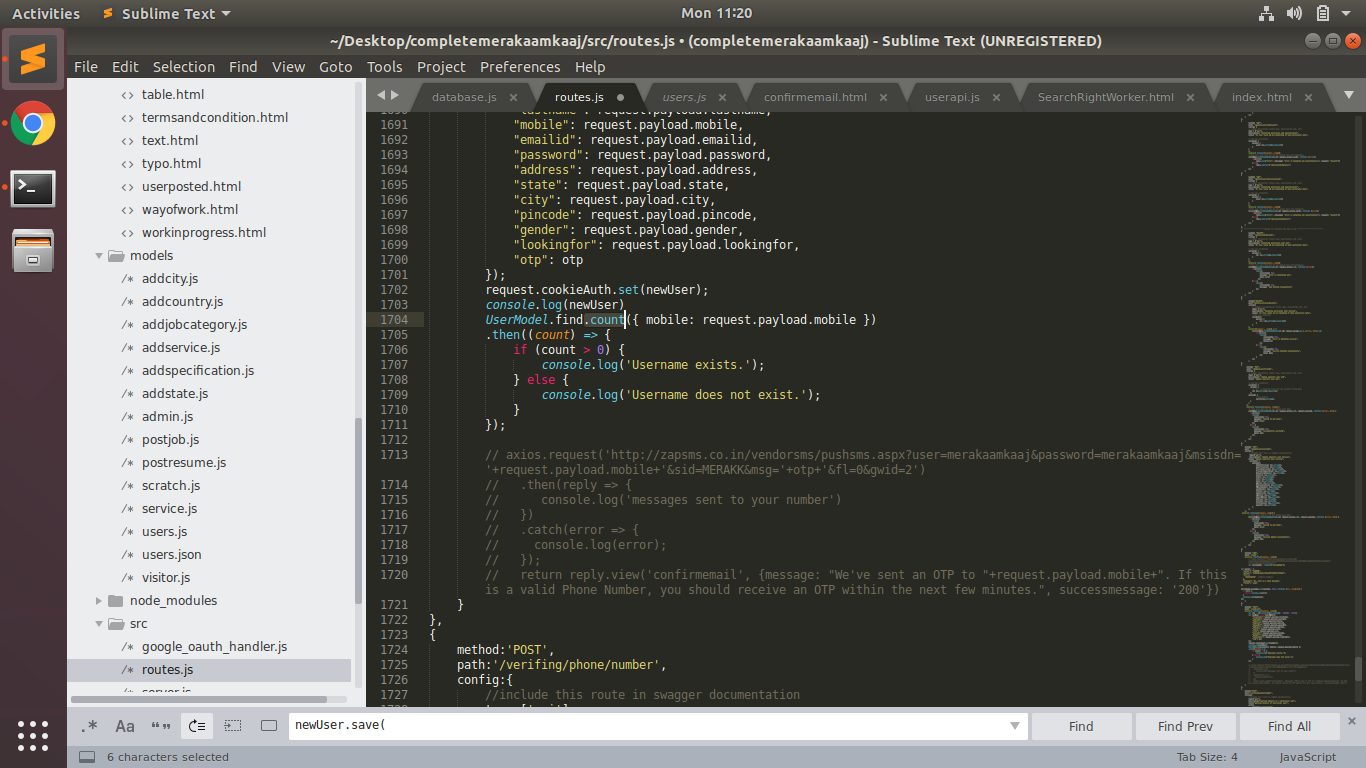 Activities
Sublime Text
Mon 11:20
~/Desktop/completemerakaamkaaj/src/routes.js • (completemerakaamkaaj) - Sublime Text (UNREGISTERED)
File Edit Selection Find View Goto Tools Project Preferences Help
table.html
termsandcondition.html
text.html
typo.html
userposted.html
wayofwork.html
workinprogress.html
models
addcity.js
addcountry.js
addjobcategory.js
addservice.js
addspecification.js
addstate.js
admin.js
postjob.js
postresume.js
scratch.js
service.js
users.js
users.json
visitor.js
node_modules
src
google_oauth_handler.js
routes.js
server.js
database.js
routes.js
users.js
confirmemail.html
userapi.js
SearchRightWorker.html
index.html
1690 "lastname": request.payload.lastname,
1691 "mobile": request.payload.mobile,
1692 "emailid": request.payload.emailid,
1693 "password": request.payload.password,
1694 "address": request.payload.address,
1695 "state": request.payload.state,
1696 "city": request.payload.city,
1697 "pincode": request.payload.pincode,
1698 "gender": request.payload.gender,
1699 "lookingfor": request.payload.lookingfor,
1700 "otp": otp
1701 });
1702 request.cookieAuth.set(newUser);
1703 console.log(newUser)
1704 UserModel.find.count({ mobile: request.payload.mobile })
1705 .then((count) => {
1706 if (count > 0) {
1707 console.log('Username exists.');
1708 } else {
1709 console.log('Username does not exist.');
1710 }
1711 });
1712
1713 // axios.request('http://zapsms.co.in/vendorsms/pushsms.aspx?user=merakaamkaaj&password=merakaamkaaj&msisdn=
'+request.payload.mobile+'&sid=MERAKK&msg='+otp+'&fl=0&gwid=2')
1714 // .then(reply => {
1715 // console.log('messages sent to your number')
1716 // })
1717 // .catch(error => {
1718 // console.log(error);
1719 // });
1720 // return reply.view('confirmemail', {message: "We've sent an OTP to "+request.payload.mobile+". If this
is a valid Phone Number, you should receive an OTP within the next few minutes.", successmessage: '200'})
1721 }
1722 },
1723 {
1724 method:'POST',
1725 path:'/verifing/phone/number',
1726 config:{
1727 //include this route in swagger documentation
newUser.save(
Find
Find Prev
Find All
6 characters selected
Tab Size: 4
JavaScript